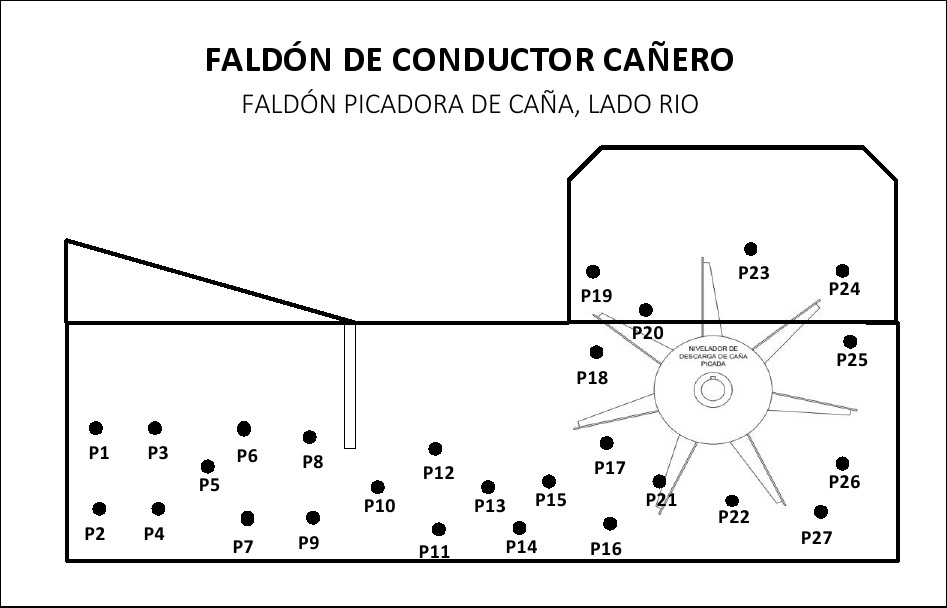 FALDÓN DE CONDUCTOR CAÑERO
FALDÓN PICADORA DE CAÑA, LADO RIO
P23
P24
P19
P20
NIVELADOR DE
DESCARGA DE CAÑA
PICADA
P25
P18
P1
P3
P6
P8
P12
P17
P5
P10
P13
P15
P21
P26
P2
P4
P7
P9
P11
P14
P16
P22
P27